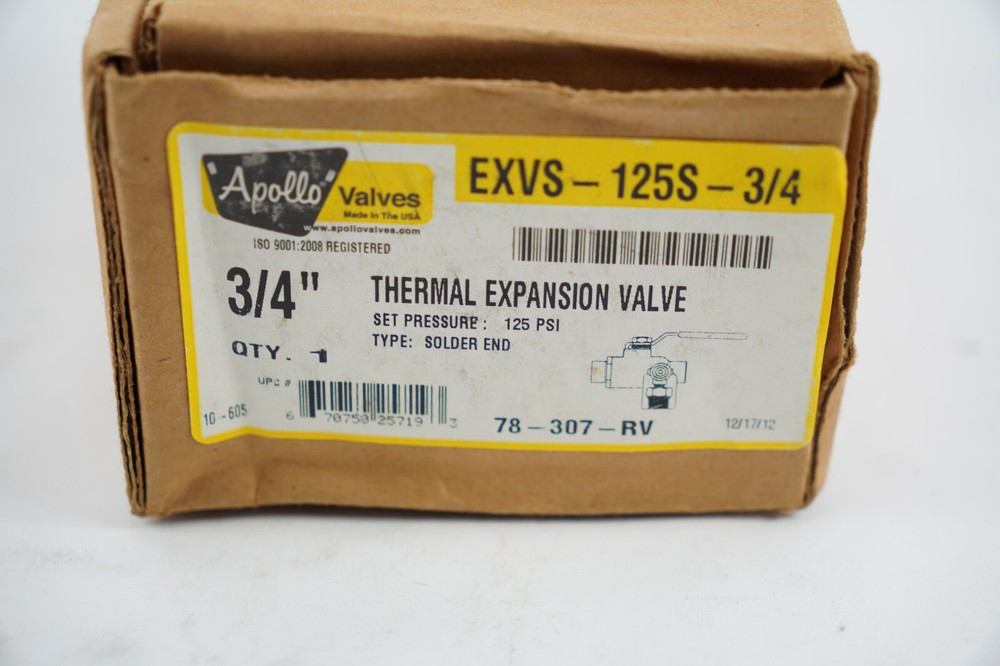 "Apollo" Valves
Made in The USA
www.apollovalves.com
ISO 9001:2008 REGISTERED
EXVS - 125S - 3/4
3/4" THERMAL EXPANSION VALVE
SET PRESSURE: 125 PSI
TYPE: SOLDER END
QTY. 1
UPC #
10-605
6 70750 25719 3
78-307-RV
12/17/12